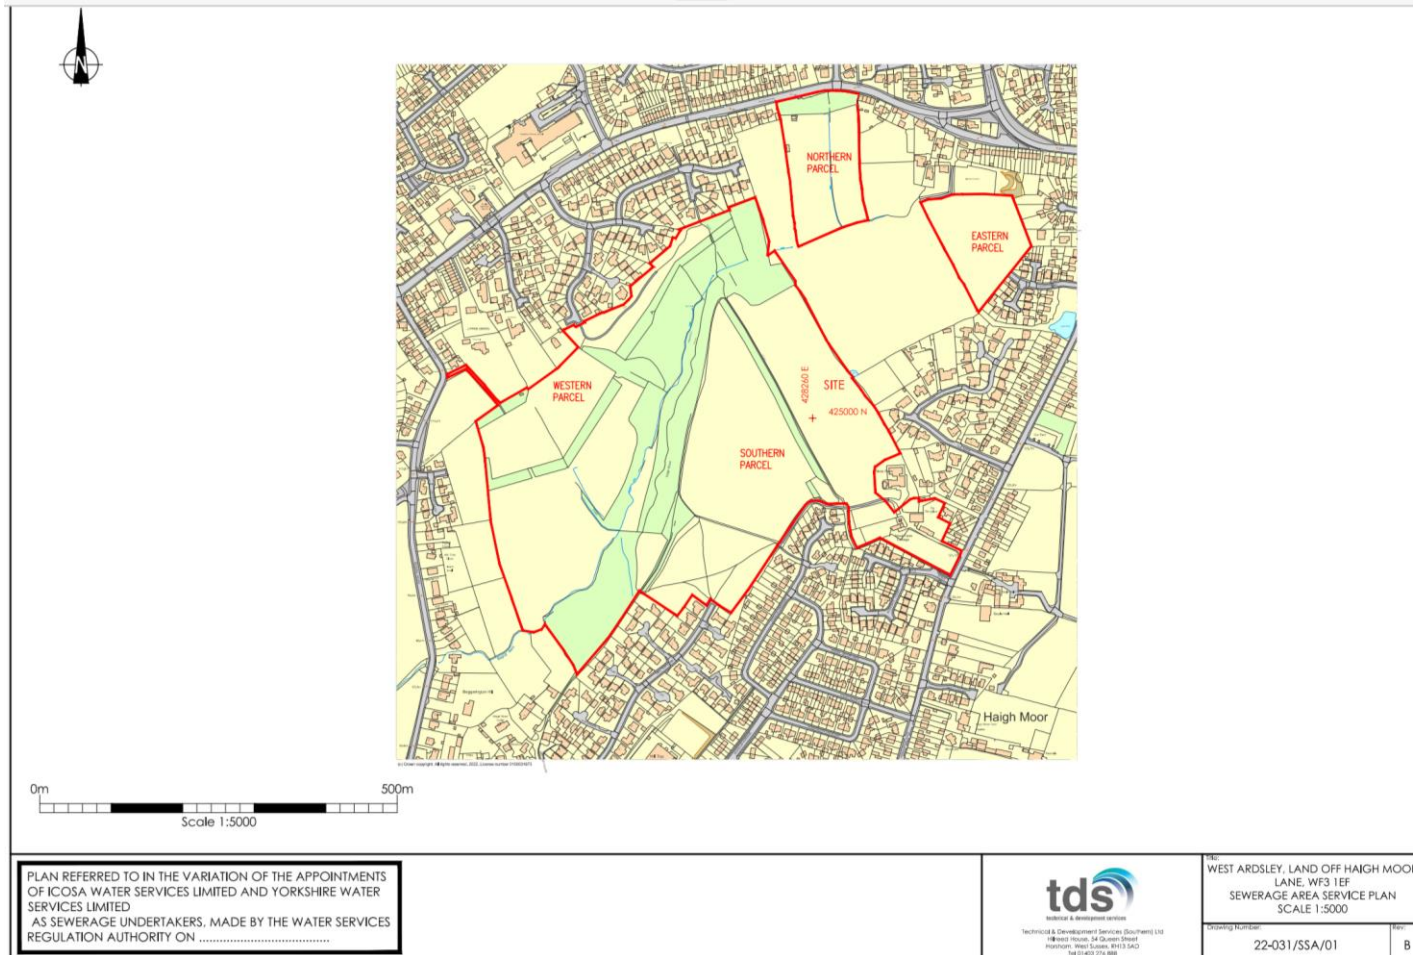 N
NORTHERN
PARCEL
EASTERN
PARCEL
WESTERN
PARCEL
SITE
428260 E
425000 N
SOUTHERN
PARCEL
Haigh Moor
0m
500m
Scale 1:5000
PLAN REFERRED TO IN THE VARIATION OF THE APPOINTMENTS
OF ICOSA WATER SERVICES LIMITED AND YORKSHIRE WATER
SERVICES LIMITED
AS SEWERAGE UNDERTAKERS, MADE BY THE WATER SERVICES
REGULATION AUTHORITY ON ....................................
tds
technical & development services
Technical & Development Services (Southern) Ltd
House, 54 Queen Street
Horsham, West Sussex, RH13 5AD
Title:
WEST ARDSLEY, LAND OFF HAIGH MOOR
LANE, WF3 1EF
SEWERAGE AREA SERVICE PLAN
SCALE 1:5000
Drawing Number:
Rev:
22-031/SSA/01
B